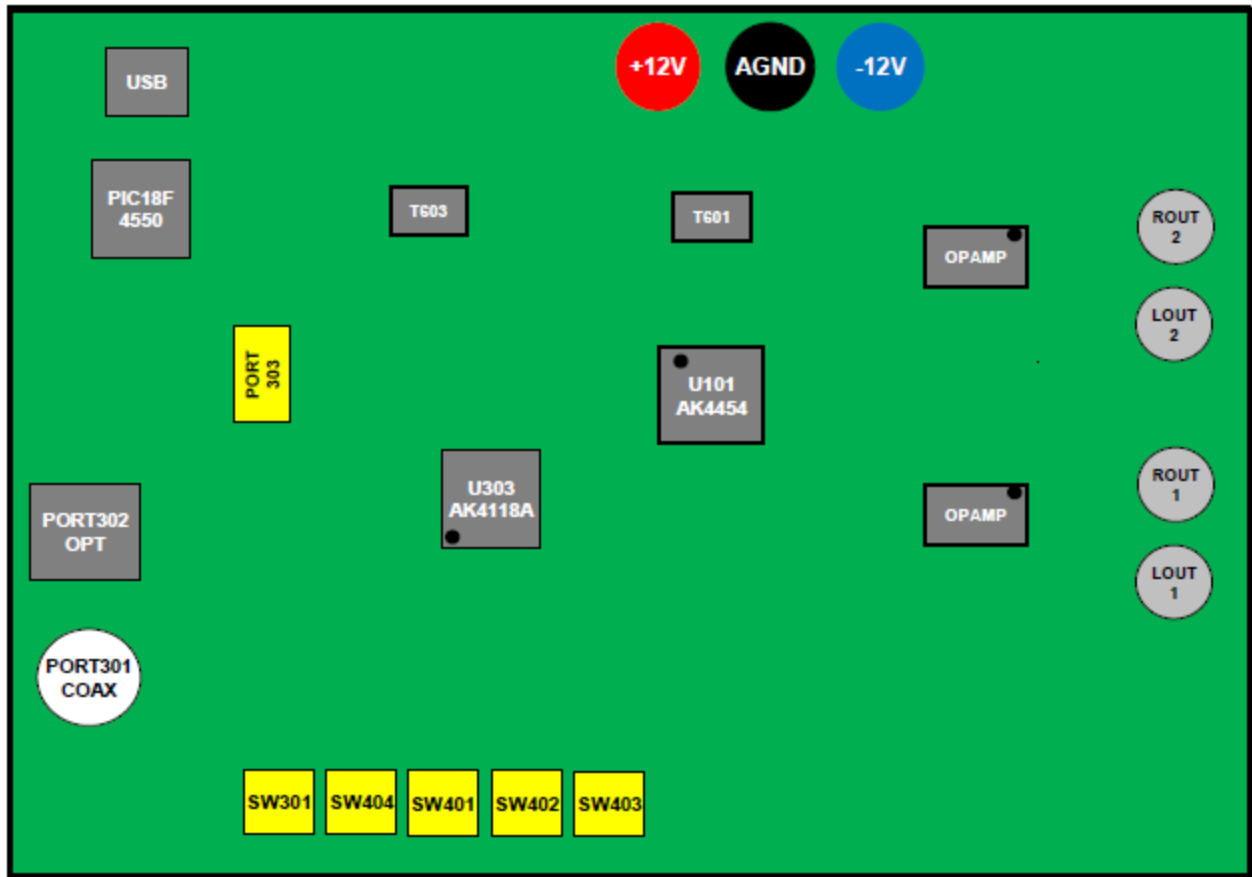 USB
+12V
AGND
-12V
PIC18F
4550
T603
T601
OPAMP
ROUT
2
LOUT
2
PORT
303
U101
AK4454
U303
AK4118A
PORT302
OPT
OPAMP
ROUT
1
LOUT
1
PORT301
COAX
SW301
SW404
SW401
SW402
SW403